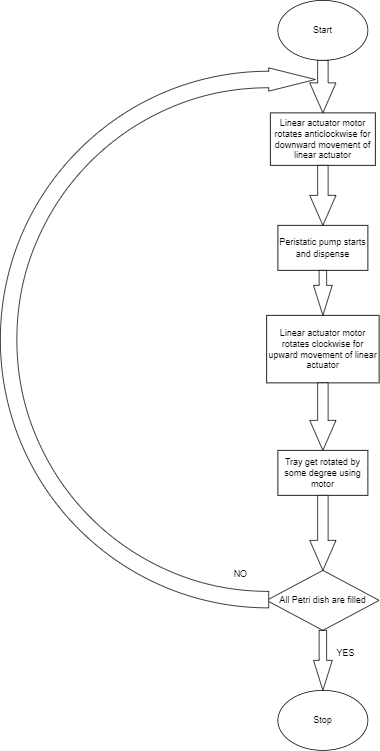 Start
Linear actuator motor
rotates anticlockwise for
downward movement of
linear actuator
Peristatic pump starts
and dispense
Linear actuator motor
rotates clockwise for
upward movement of linear
actuator
Tray get rotated by
some degree using
motor
NO
All Petri dish are filled
YES
Stop